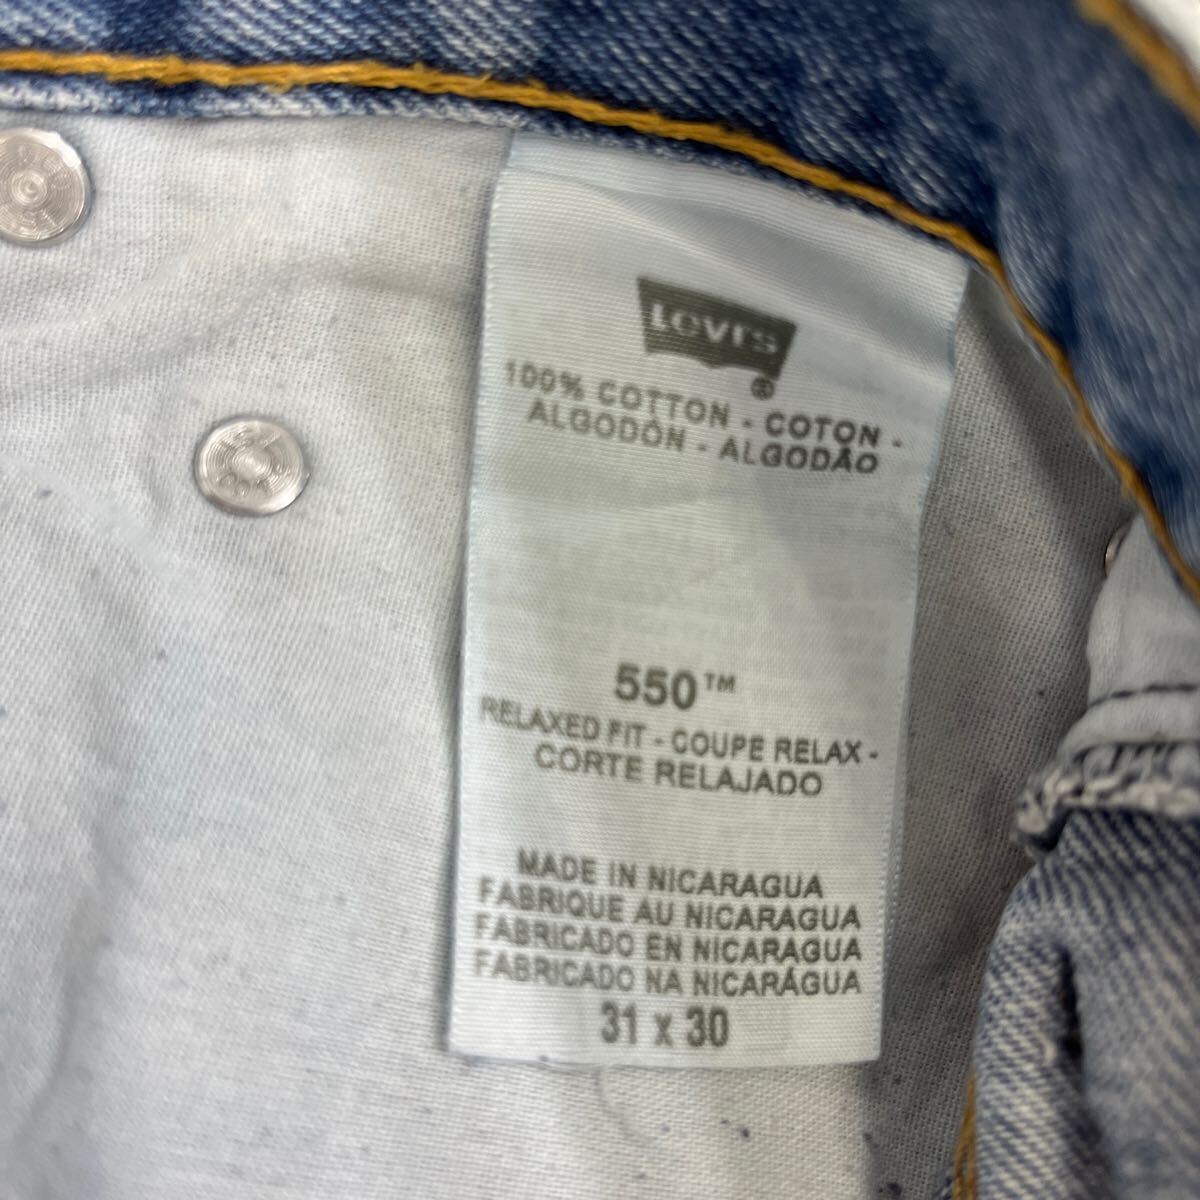 Levi's
®
100% COTTON - COTON -
ALGODÓN - ALGODÃO
550™
RELAXED FIT - COUPE RELAX -
CORTE RELAJADO
MADE IN NICARAGUA
FABRIQUE AU NICARAGUA
FABRICADO EN NICARAGUA
FABRICADO NA NICARÁGUA
31 x 30